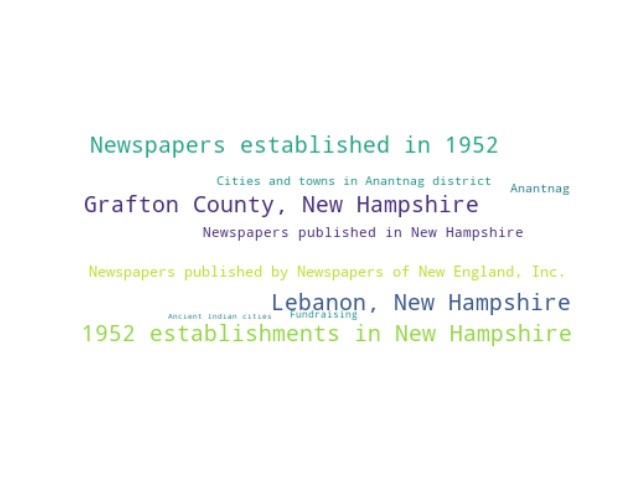 Newspapers established in 1952
Cities and towns in Anantnag district
Anantnag
Grafton County, New Hampshire
Newspapers published in New Hampshire
Newspapers published by Newspapers of New England, Inc.
Lebanon, New Hampshire
Ancient Indian cities
Fundraising
1952 establishments in New Hampshire